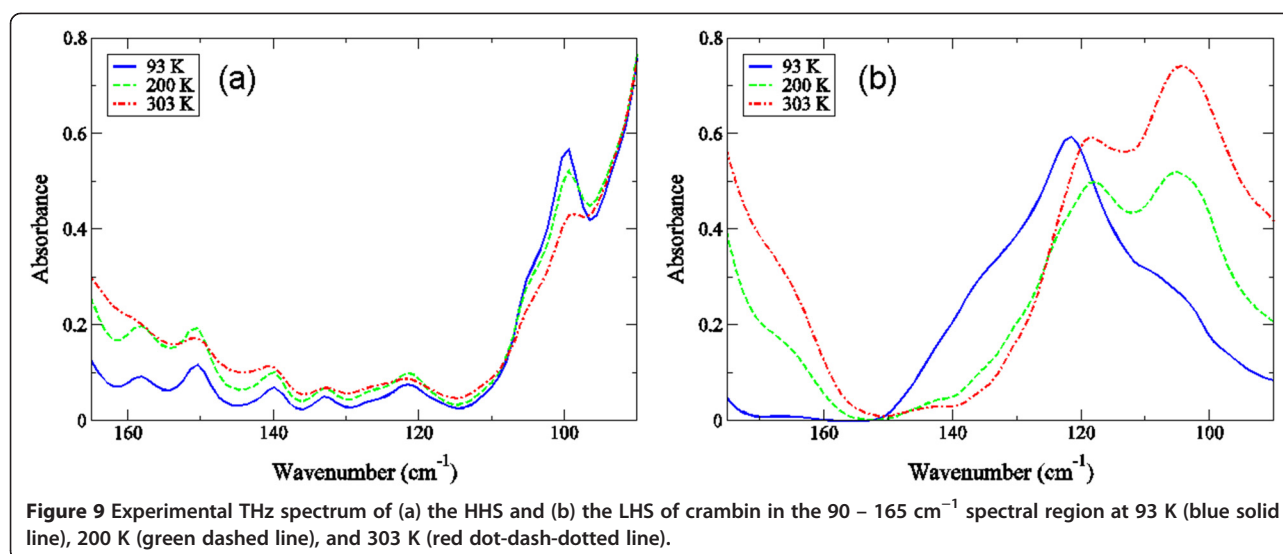 0.8
0.6
0.4
0.2
0
Absorbance
93 K
200 K
303 K
(a)
160
140
120
100
Wavenumber (cm⁻¹)
0.8
0.6
0.4
0.2
0
Absorbance
93 K
200 K
303 K
(b)
160
140
120
100
Wavenumber (cm⁻¹)
Figure 9 Experimental THz spectrum of (a) the HHS and (b) the LHS of crambin in the 90 – 165 cm⁻¹ spectral region at 93 K (blue solid
line), 200 K (green dashed line), and 303 K (red dot-dash-dotted line).